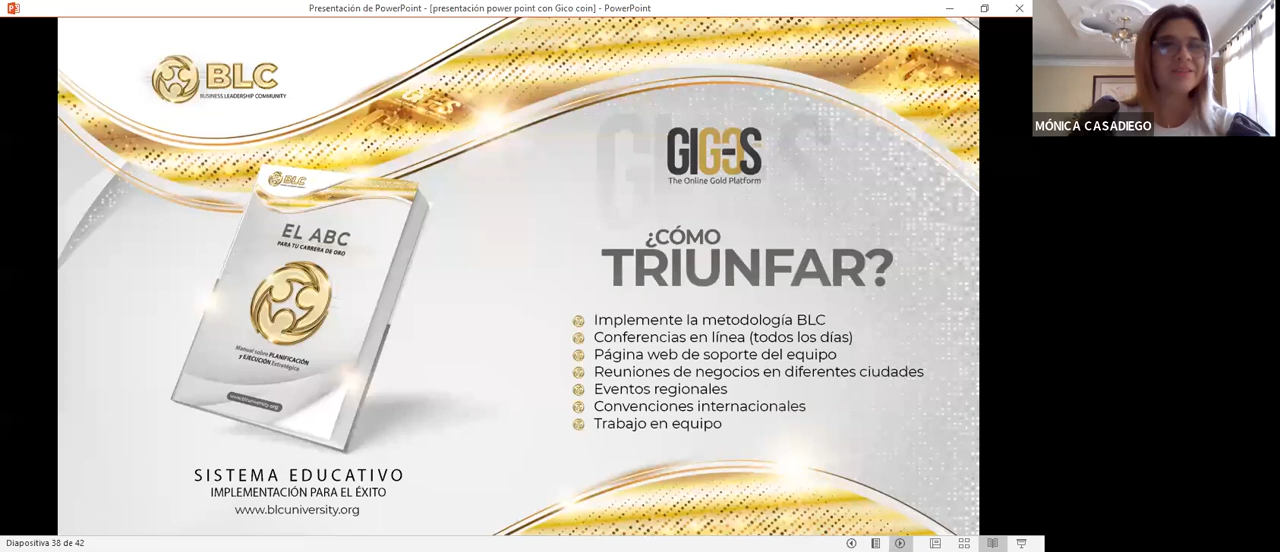 Presentación de PowerPoint - [presentación power point con Gico coin] - PowerPoint
BLC
BUSINESS LEADERSHIP COMMUNITY
GIGOS
The Online Gold Platform
MÓNICA CASADIEGO
BLC
EL ABC
PARA TU CARRERA DE ORO
Manual sobre PLANIFICACIÓN
y EJECUCIÓN Estratégica
www.blcuniversity.org
SISTEMA EDUCATIVO
IMPLEMENTACIÓN PARA EL ÉXITO
www.blcuniversity.org
¿CÓMO
TRIUNFAR?
Implemente la metodología BLC
Conferencias en línea (todos los días)
Página web de soporte del equipo
Reuniones de negocios en diferentes ciudades
Eventos regionales
Convenciones internacionales
Trabajo en equipo
Diapositiva 38 de 42